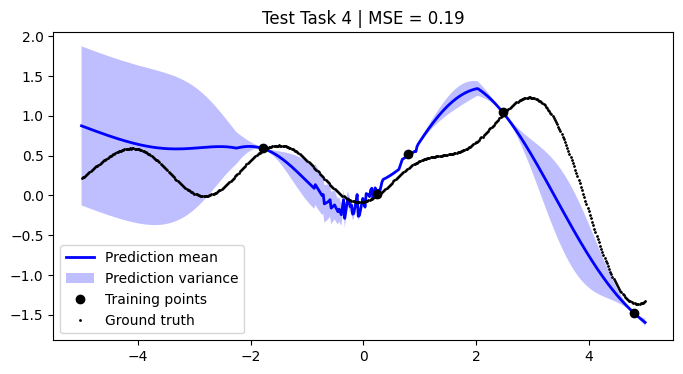 Test Task 4 | MSE = 0.19
2.0
1.5
1.0
0.5
0.0
−0.5
−1.0
−1.5
Prediction mean
Prediction variance
Training points
Ground truth
−4 −2 0 2 4